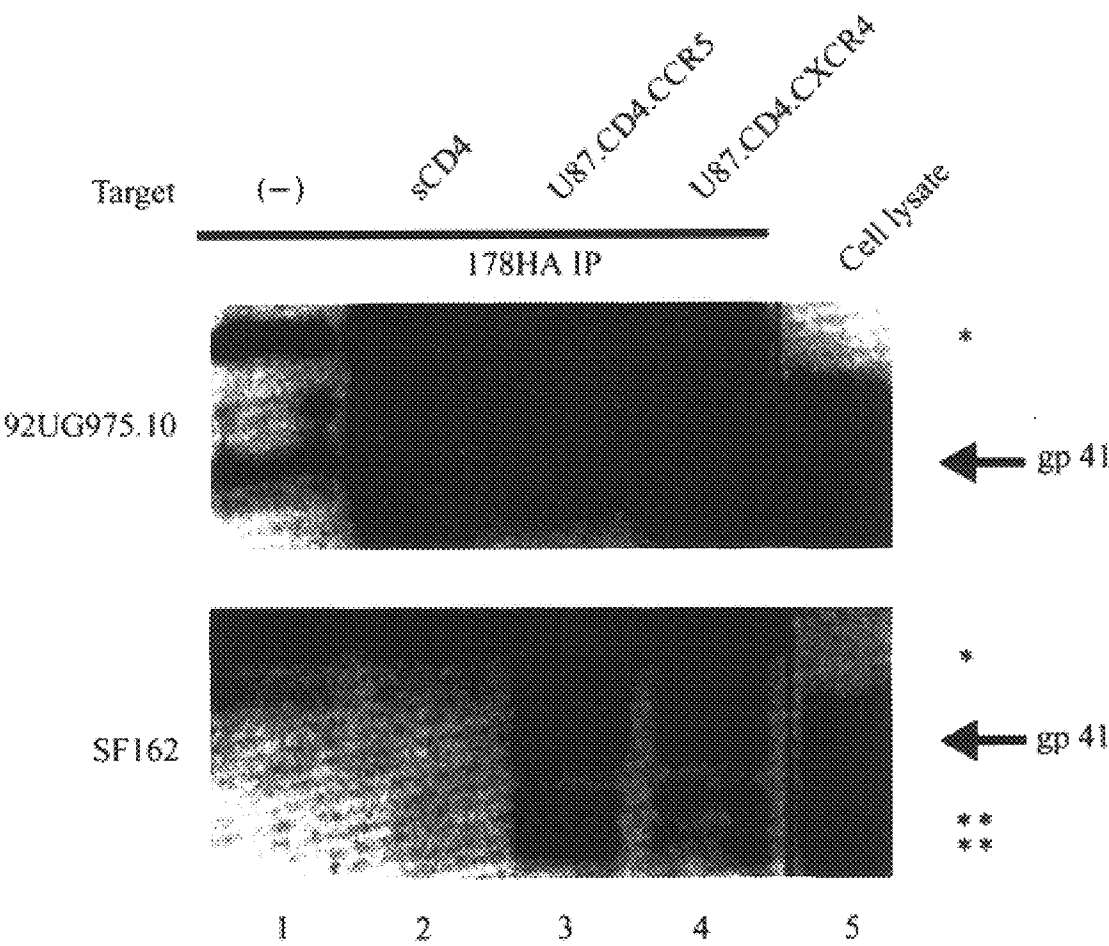 Target (−) sCD4 U87.CD4.CCR5 U87.CD4.CXCR4 Cell lysate
178HA IP
*
92UG975.10
gp 41
*
SF162
gp 41
**
**
1 2 3 4 5